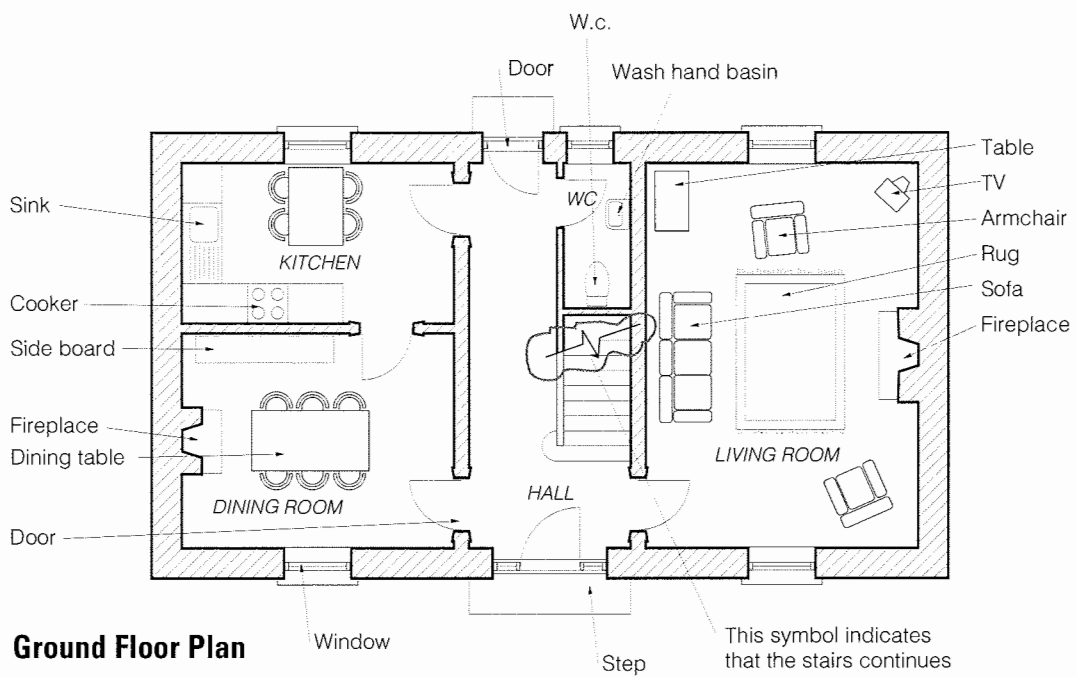 W.c.
Door
Wash hand basin
Table
TV
Armchair
Rug
Sofa
Fireplace
Sink
Cooker
Side board
Fireplace
Dining table
Door
WC
KITCHEN
LIVING ROOM
DINING ROOM
HALL
Window
Step
This symbol indicates
that the stairs continues
Ground Floor Plan